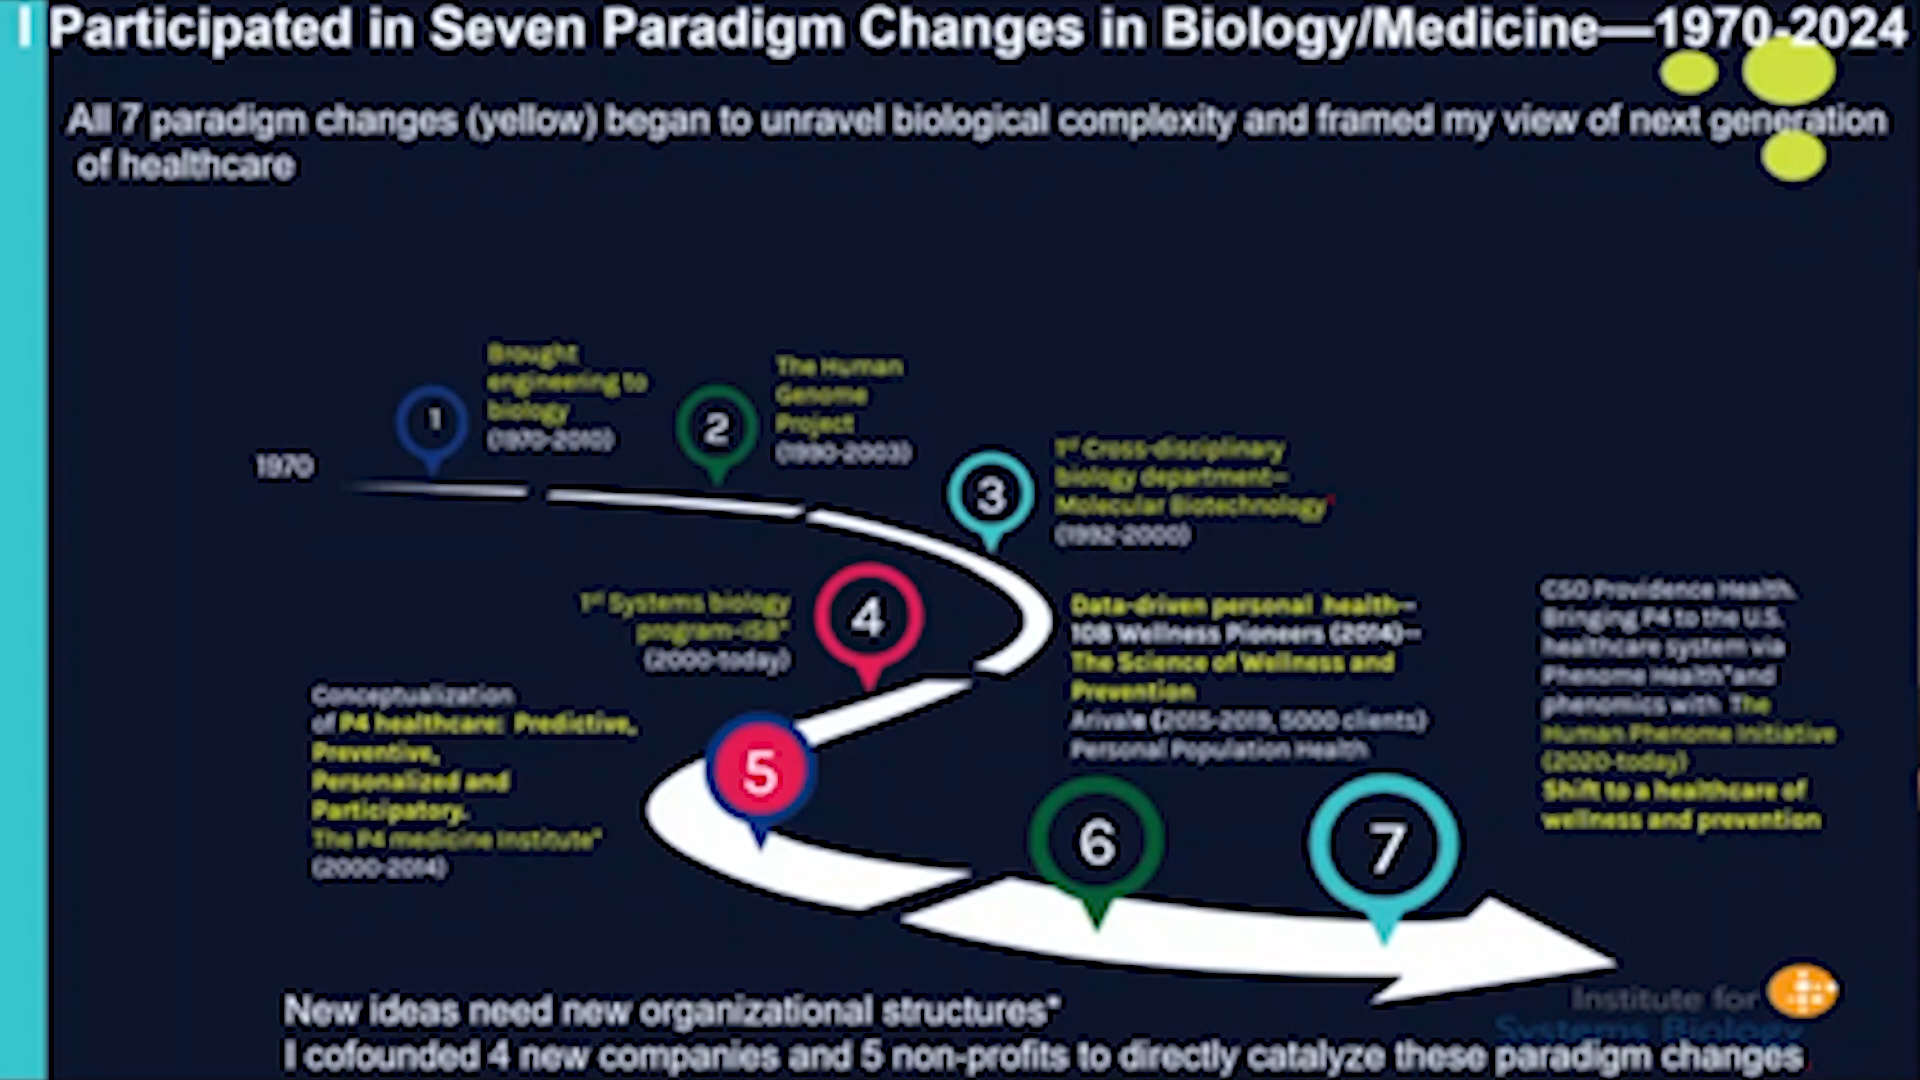 I Participated in Seven Paradigm Changes in Biology/Medicine—1970-2024
All 7 paradigm changes (yellow) began to unravel biological complexity and framed my view of next generation
of healthcare
1970
1
Brought
engineering to
biology
(1970-2010)
2
The Human
Genome
Project
(1990-2003)
3
1st Cross-disciplinary
biology department—
Molecular Biotechnology*
(1992-2000)
4
1st Systems biology
program-ISB*
(2000-today)
5
Conceptualization
of P4 healthcare: Predictive,
Preventive,
Personalized and
Participatory.
The P4 medicine Institute*
(2000-2014)
6
Data-driven personal health—
108 Wellness Pioneers (2014)—
The Science of Wellness and
Prevention
Arivale (2015-2019, 5000 clients)
Personal Population Health
7
CSO Providence Health.
Bringing P4 to the U.S.
healthcare system via
Phenome Health*and
phenomics with The
Human Phenome Initiative
(2020-today)
Shift to a healthcare of
wellness and prevention
New ideas need new organizational structures*
I cofounded 4 new companies and 5 non-profits to directly catalyze these paradigm changes
Institute for
Systems Biology